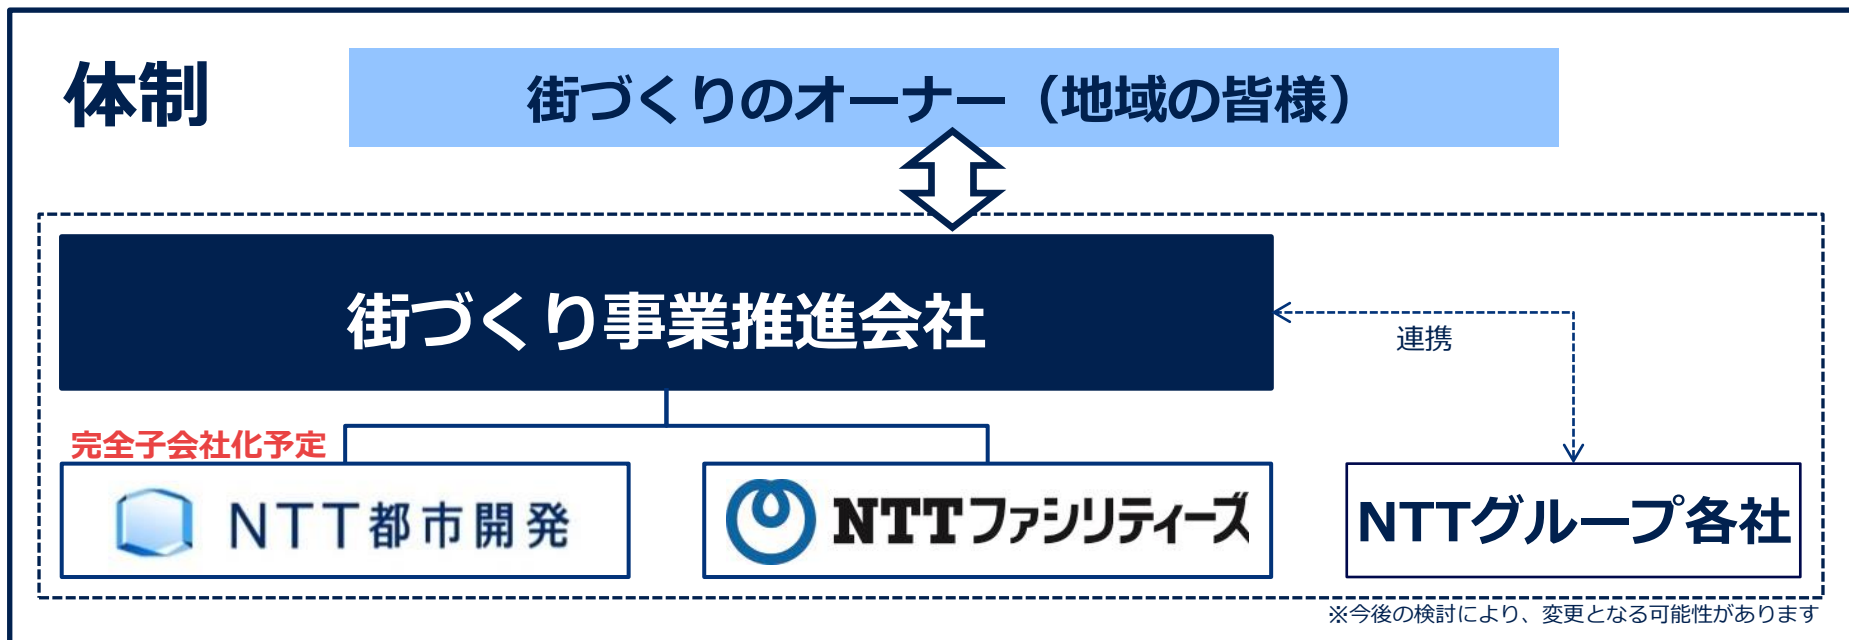 体制
街づくりのオーナー（地域の皆様）
街づくり事業推進会社
連携
完全子会社化予定
NTT都市開発
NTTファシリティーズ
NTTグループ各社
※今後の検討により、変更となる可能性があります